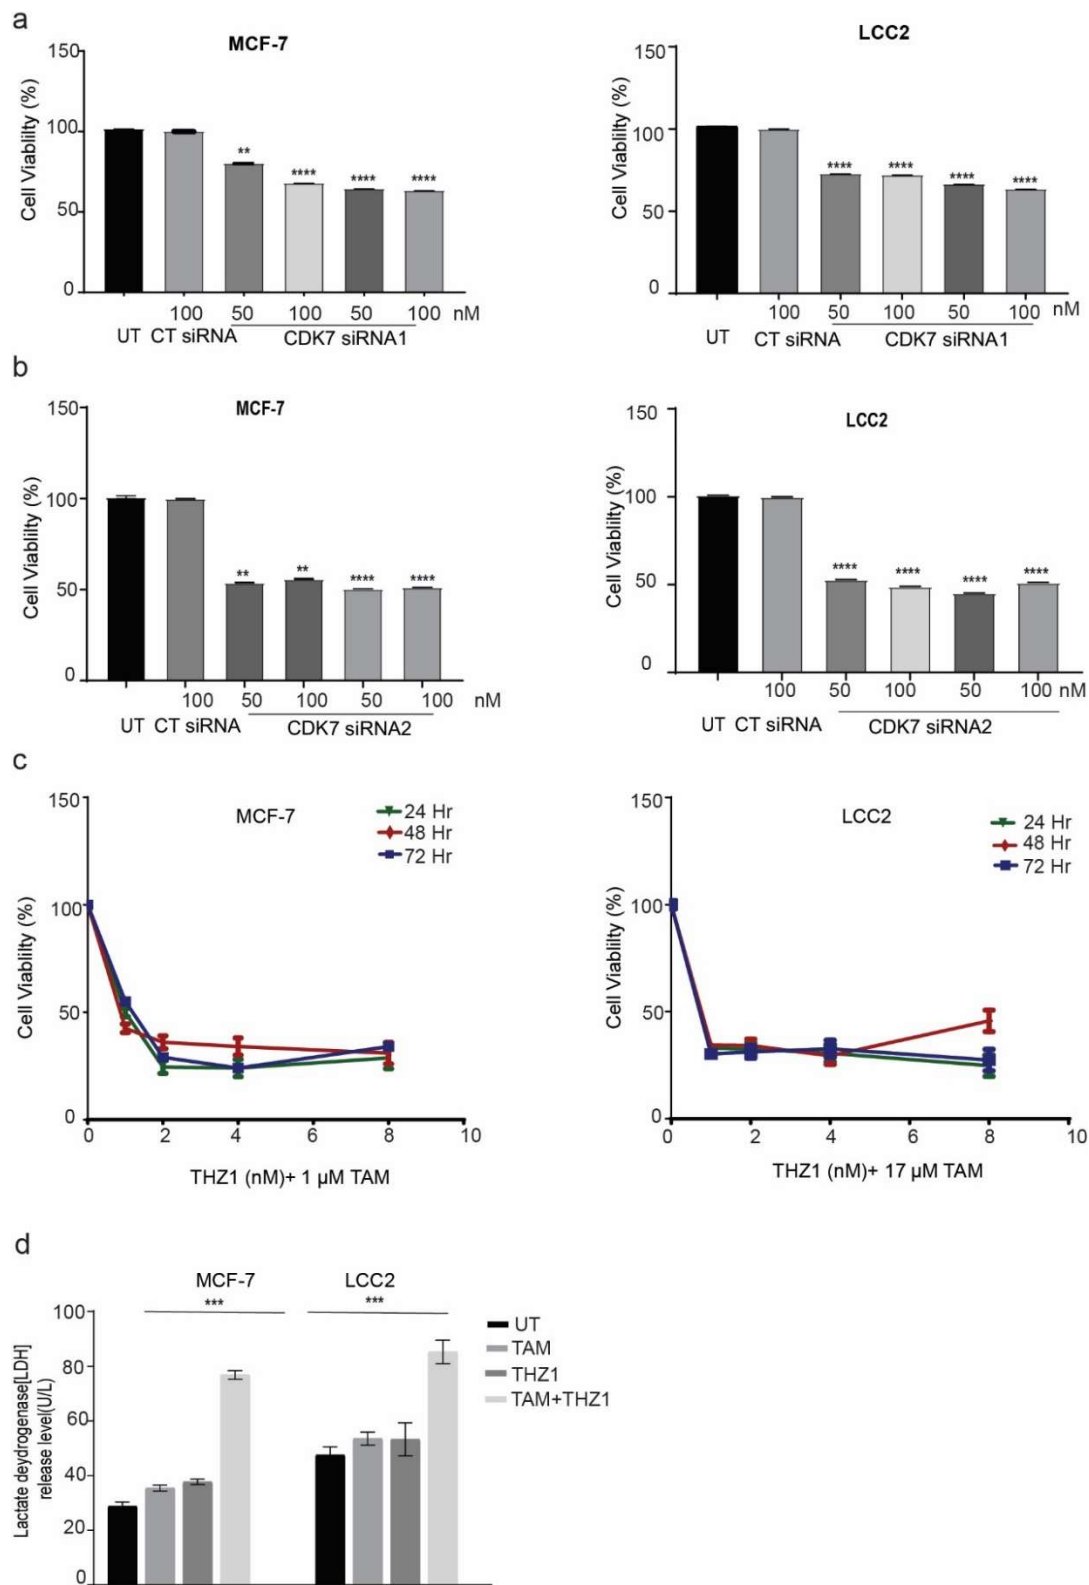 a
MCF-7
LCC2
150
100
50
0
Cell Viablilty (%)
**
****
****
****
100 50 100 50 100 nM
UT CT siRNA CDK7 siRNA1
150
100
50
0
Cell Viablilty (%)
****
****
****
****
100 50 100 50 100 nM
UT CT siRNA CDK7 siRNA1
b
MCF-7
LCC2
150
100
50
0
Cell Viablilty (%)
**
**
****
****
100 50 100 50 100 nM
UT CT siRNA CDK7 siRNA2
150
100
50
0
Cell Viablilty (%)
****
****
****
****
100 50 100 50 100 nM
UT CT siRNA CDK7 siRNA2
c
MCF-7
24 Hr
48 Hr
72 Hr
150
100
50
0
Cell Viablilty (%)
0 2 4 6 8 10
THZ1 (nM)+ 1 µM TAM
LCC2
24 Hr
48 Hr
72 Hr
150
100
50
0
Cell Viablilty (%)
0 2 4 6 8 10
THZ1 (nM)+ 17 µM TAM
d
MCF-7 LCC2
*** ***
100
80
60
40
20
0
Lactate deydrogenase[LDH]
release level(U/L)
UT
TAM
THZ1
TAM+THZ1